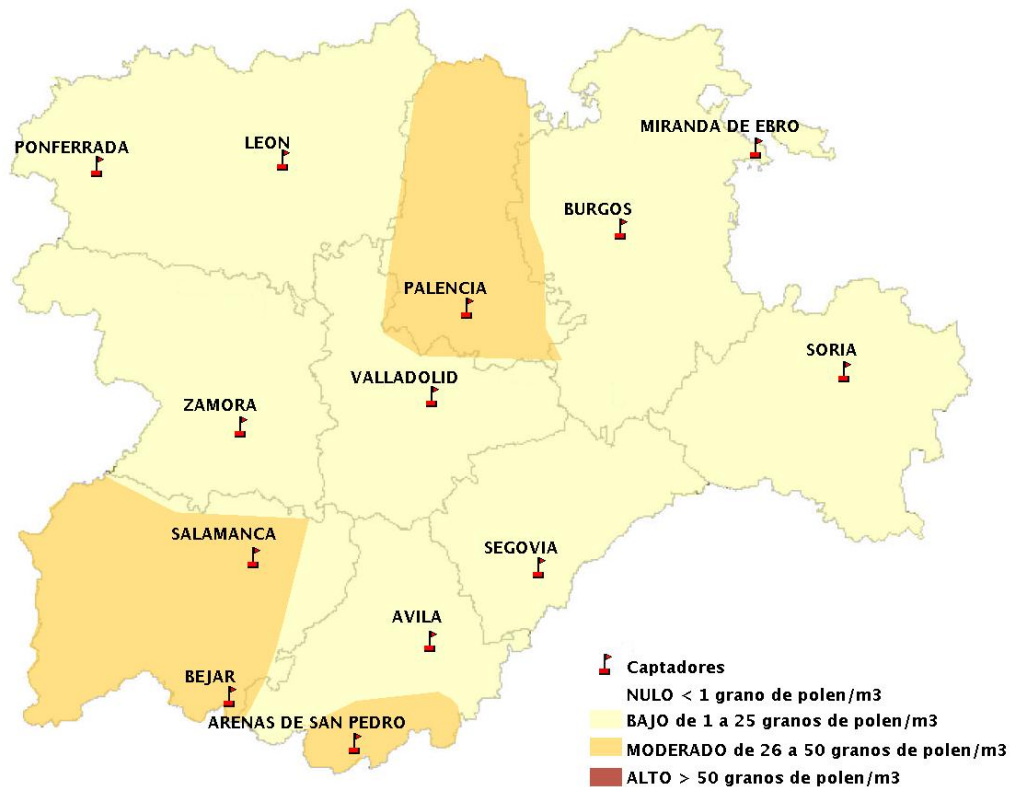 MIRANDA DE EBRO
PONFERRADA
LEON
BURGOS
PALENCIA
SORIA
VALLADOLID
ZAMORA
SALAMANCA
SEGOVIA
AVILA
BEJAR
ARENAS DE SAN PEDRO
Captadores
NULO < 1 grano de polen/m3
BAJO de 1 a 25 granos de polen/m3
MODERADO de 26 a 50 granos de polen/m3
ALTO > 50 granos de polen/m3